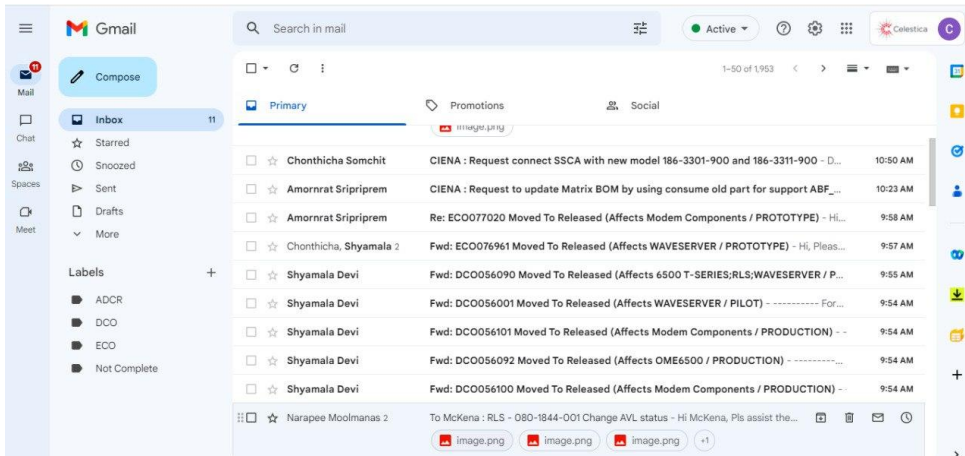 Gmail
Search in mail
Active
Celestica
C
11
Mail
Chat
Spaces
Meet
Compose
Inbox 11
Starred
Snoozed
Sent
Drafts
More
Labels +
ADCR
DCO
ECO
Not Complete
1–50 of 1,953
Primary Promotions Social
image.png
Chonthicha Somchit CIENA : Request connect SSCA with new model 186-3301-900 and 186-3311-900 - D... 10:50 AM
Amornrat Sripriprem CIENA : Request to update Matrix BOM by using consume old part for support ABF_... 10:23 AM
Amornrat Sripriprem Re: ECO077020 Moved To Released (Affects Modem Components / PROTOTYPE) - Hi... 9:58 AM
Chonthicha, Shyamala 2 Fwd: ECO076961 Moved To Released (Affects WAVESERVER / PROTOTYPE) - Hi, Pleas... 9:57 AM
Shyamala Devi Fwd: DCO056090 Moved To Released (Affects 6500 T-SERIES;RLS;WAVESERVER / P... 9:55 AM
Shyamala Devi Fwd: DCO056001 Moved To Released (Affects WAVESERVER / PILOT) - ---------- For... 9:54 AM
Shyamala Devi Fwd: DCO056101 Moved To Released (Affects Modem Components / PRODUCTION) - - 9:54 AM
Shyamala Devi Fwd: DCO056092 Moved To Released (Affects OME6500 / PRODUCTION) - ---------... 9:54 AM
Shyamala Devi Fwd: DCO056100 Moved To Released (Affects Modem Components / PRODUCTION) - 9:54 AM
Narapee Moolmanas 2 To McKena : RLS - 080-1844-001 Change AVL status - Hi McKena, Pls assist the...
image.png image.png image.png +1
31